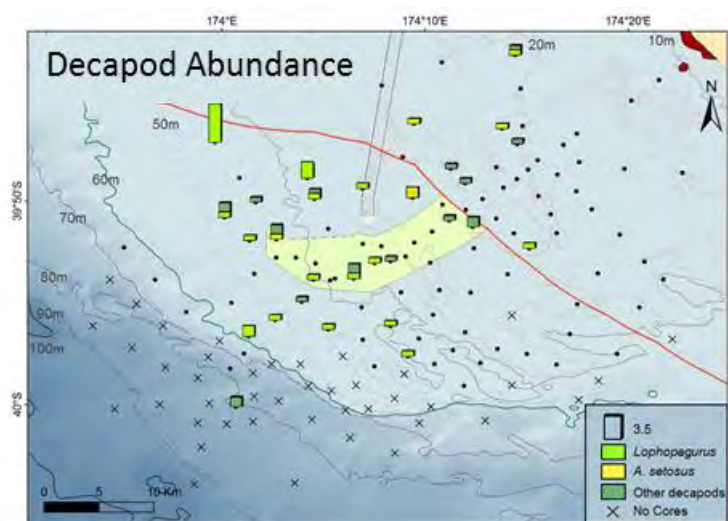 174°E 174°10'E 174°20'E
Decapod Abundance
20m
10m
50m
60m
70m
80m
90m
100m
39°50'S
40°S
N
3.5
Lophopagurus
A. setosus
Other decapods
No Cores
0 5 10 Km